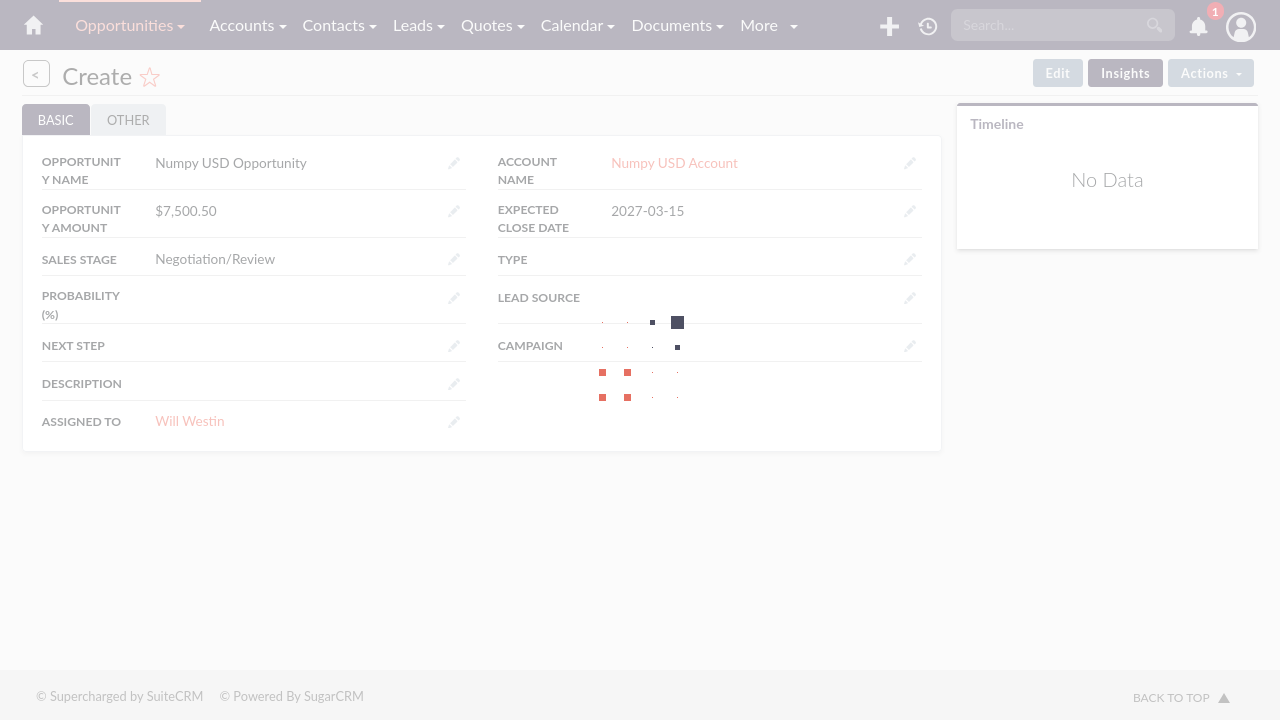 Opportunities Accounts Contacts Leads Quotes Calendar Documents More Search... 1
< Create Edit Insights Actions
BASIC OTHER
Timeline
No Data
OPPORTUNIT
Y NAME
Numpy USD Opportunity
ACCOUNT
NAME
Numpy USD Account
OPPORTUNIT
Y AMOUNT
$7,500.50
EXPECTED
CLOSE DATE
2027-03-15
SALES STAGE Negotiation/Review
TYPE
PROBABILITY
(%)
LEAD SOURCE
NEXT STEP
CAMPAIGN
DESCRIPTION
ASSIGNED TO Will Westin
© Supercharged by SuiteCRM © Powered By SugarCRM BACK TO TOP